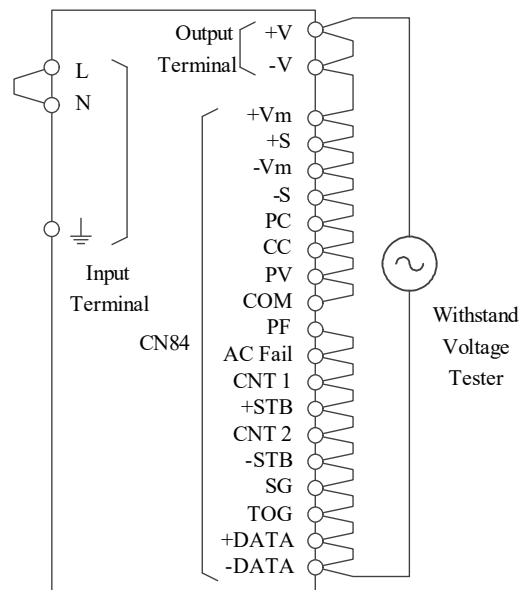 Output
Terminal
+V
-V
L
N
Input
Terminal
CN84
+Vm
+S
-Vm
-S
PC
CC
PV
COM
PF
AC Fail
CNT 1
+STB
CNT 2
-STB
SG
TOG
+DATA
-DATA
Withstand
Voltage
Tester